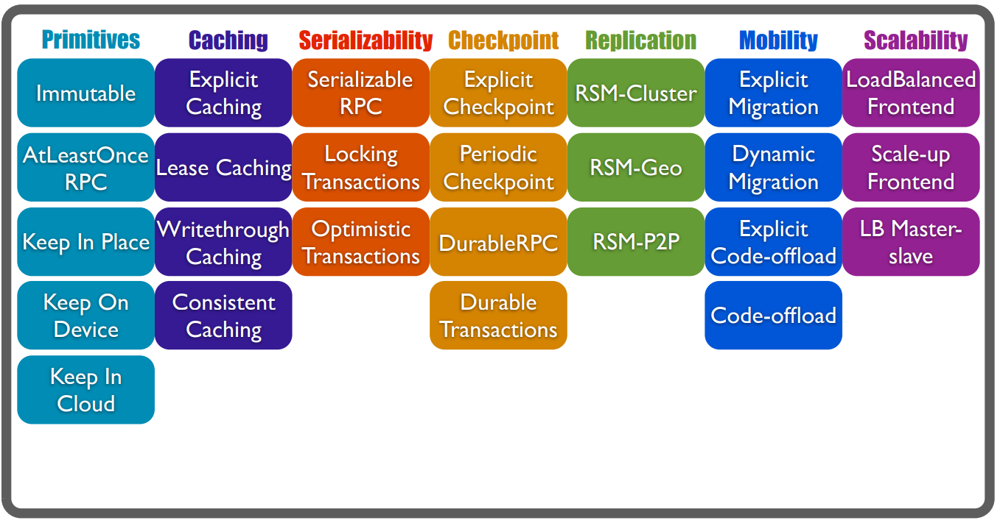 Primitives
Caching
Serializability
Checkpoint
Replication
Mobility
Scalability
Immutable
Explicit
Caching
Serializable
RPC
Explicit
Checkpoint
RSM-Cluster
Explicit
Migration
LoadBalanced
Frontend
AtLeastOnce
RPC
Lease Caching
Locking
Transactions
Periodic
Checkpoint
RSM-Geo
Dynamic
Migration
Scale-up
Frontend
Keep In Place
Writethrough
Caching
Optimistic
Transactions
DurableRPC
RSM-P2P
Explicit
Code-offload
LB Master-
slave
Keep On
Device
Consistent
Caching
Durable
Transactions
Code-offload
Keep In
Cloud